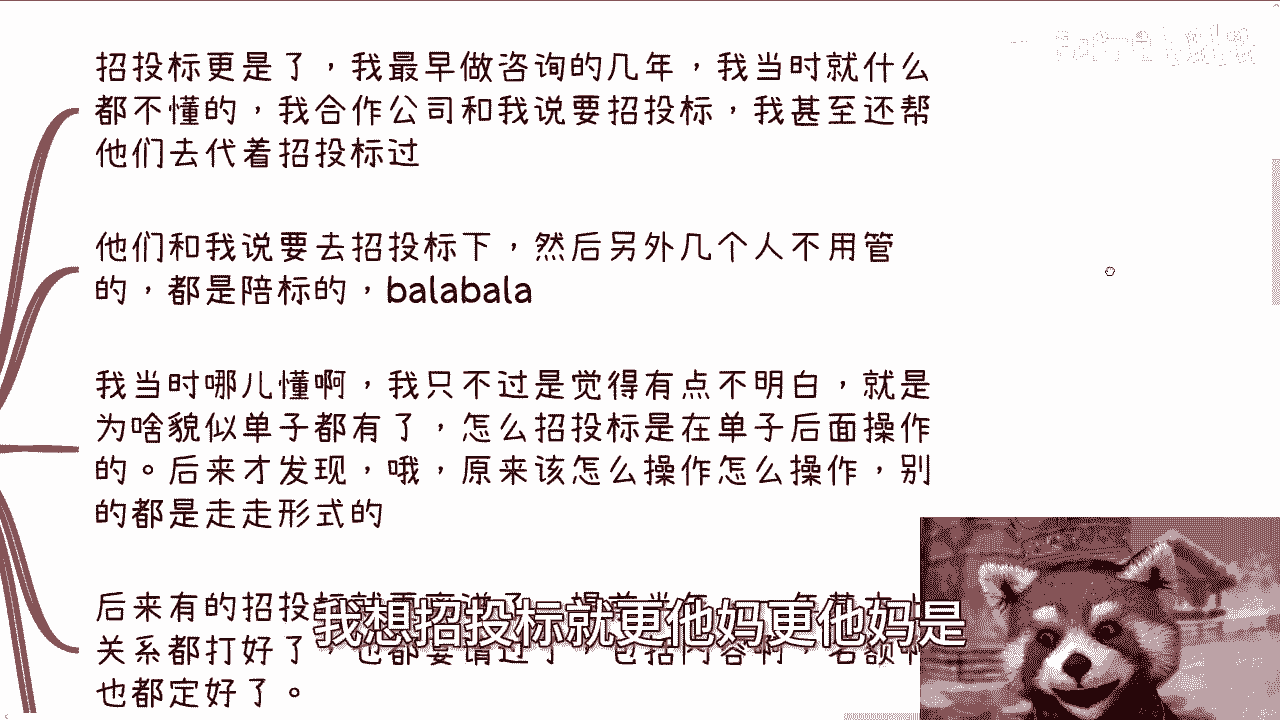 招投标更是了，我最早做咨询的几年，我当时就什么
都不懂的，我合作公司和我说要招投标，我甚至还帮
他们去代着招投标过
他们和我说要去招投标下，然后另外几个人不用管
的，都是陪标的，balabala
我当时哪儿懂啊，我只不过是觉得有点不明白，就是
为啥貌似单子都有了，怎么招投标是在单子后面操作
的。后来才发现，哦，原来该怎么操作怎么操作，别
的都是走走形式的
后来有的招投标就更
关系都打好了，也都
也都定好了。
我想招投标就更他妈更他妈是